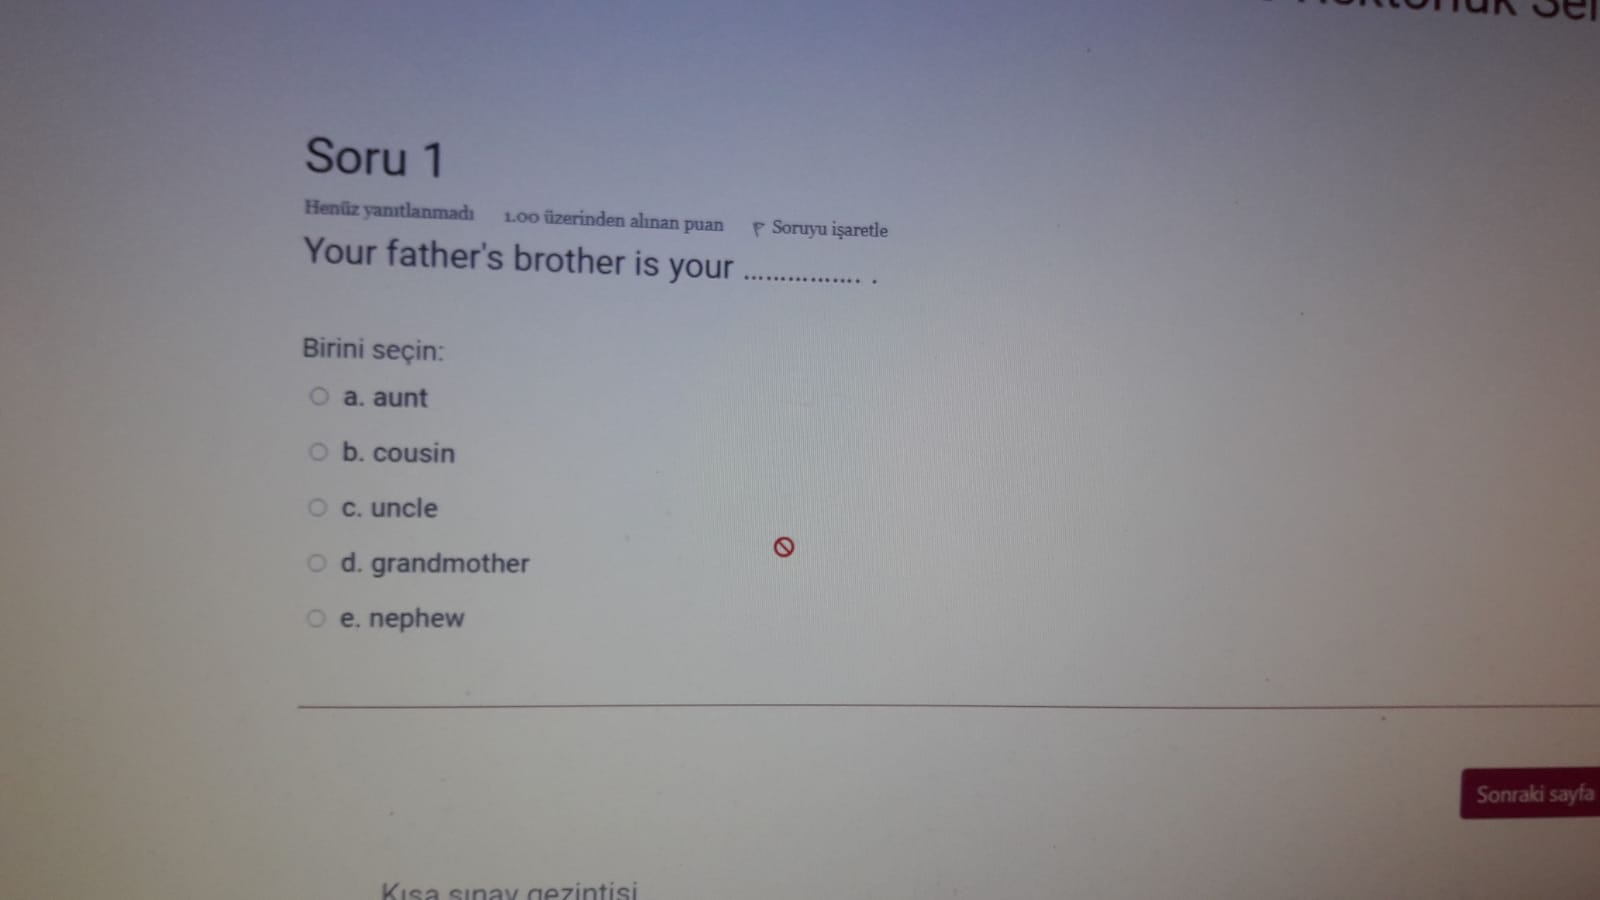 Soru 1
Henüz yanıtlanmadı 1.00 üzerinden alınan puan Soruyu işaretle
Your father's brother is your ................ .
Birini seçin:
a. aunt
b. cousin
c. uncle
d. grandmother
e. nephew
Sonraki sayfa
Kısa sınav gezintisi